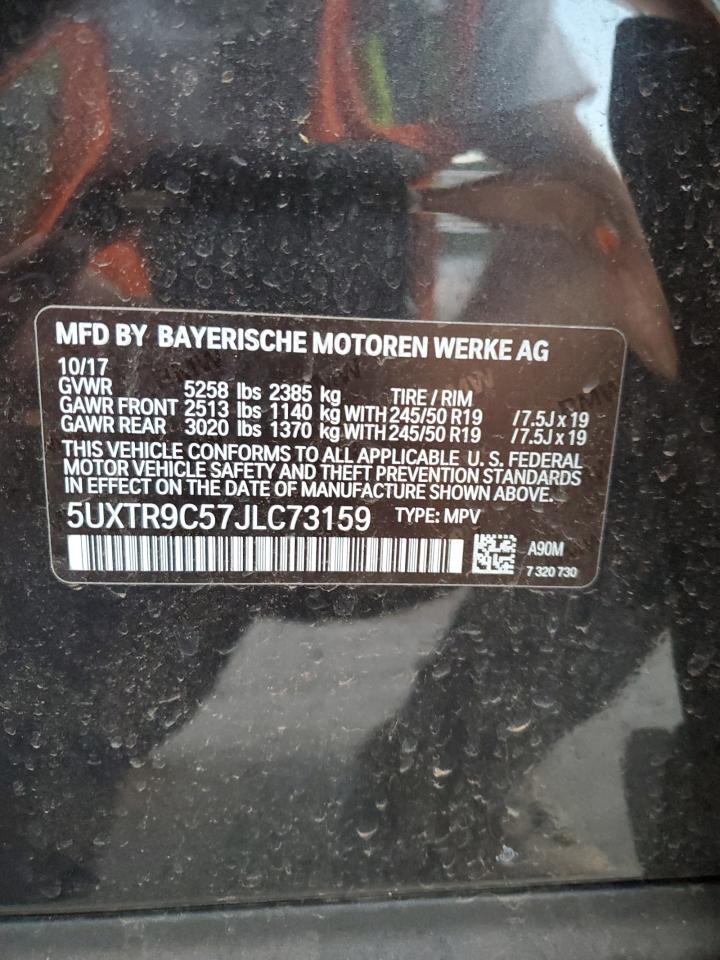 MFD BY BAYERISCHE MOTOREN WERKE AG
10/17
GVWR 5258 lbs 2385 kg TIRE / RIM
GAWR FRONT 2513 lbs 1140 kg WITH 245/50 R19 /7.5J x 19
GAWR REAR 3020 lbs 1370 kg WITH 245/50 R19 /7.5J x 19
THIS VEHICLE CONFORMS TO ALL APPLICABLE U.S. FEDERAL
MOTOR VEHICLE SAFETY AND THEFT PREVENTION STANDARDS
IN EFFECT ON THE DATE OF MANUFACTURE SHOWN ABOVE.
5UXTR9C57JLC73159 TYPE: MPV
A90M
7 320 730